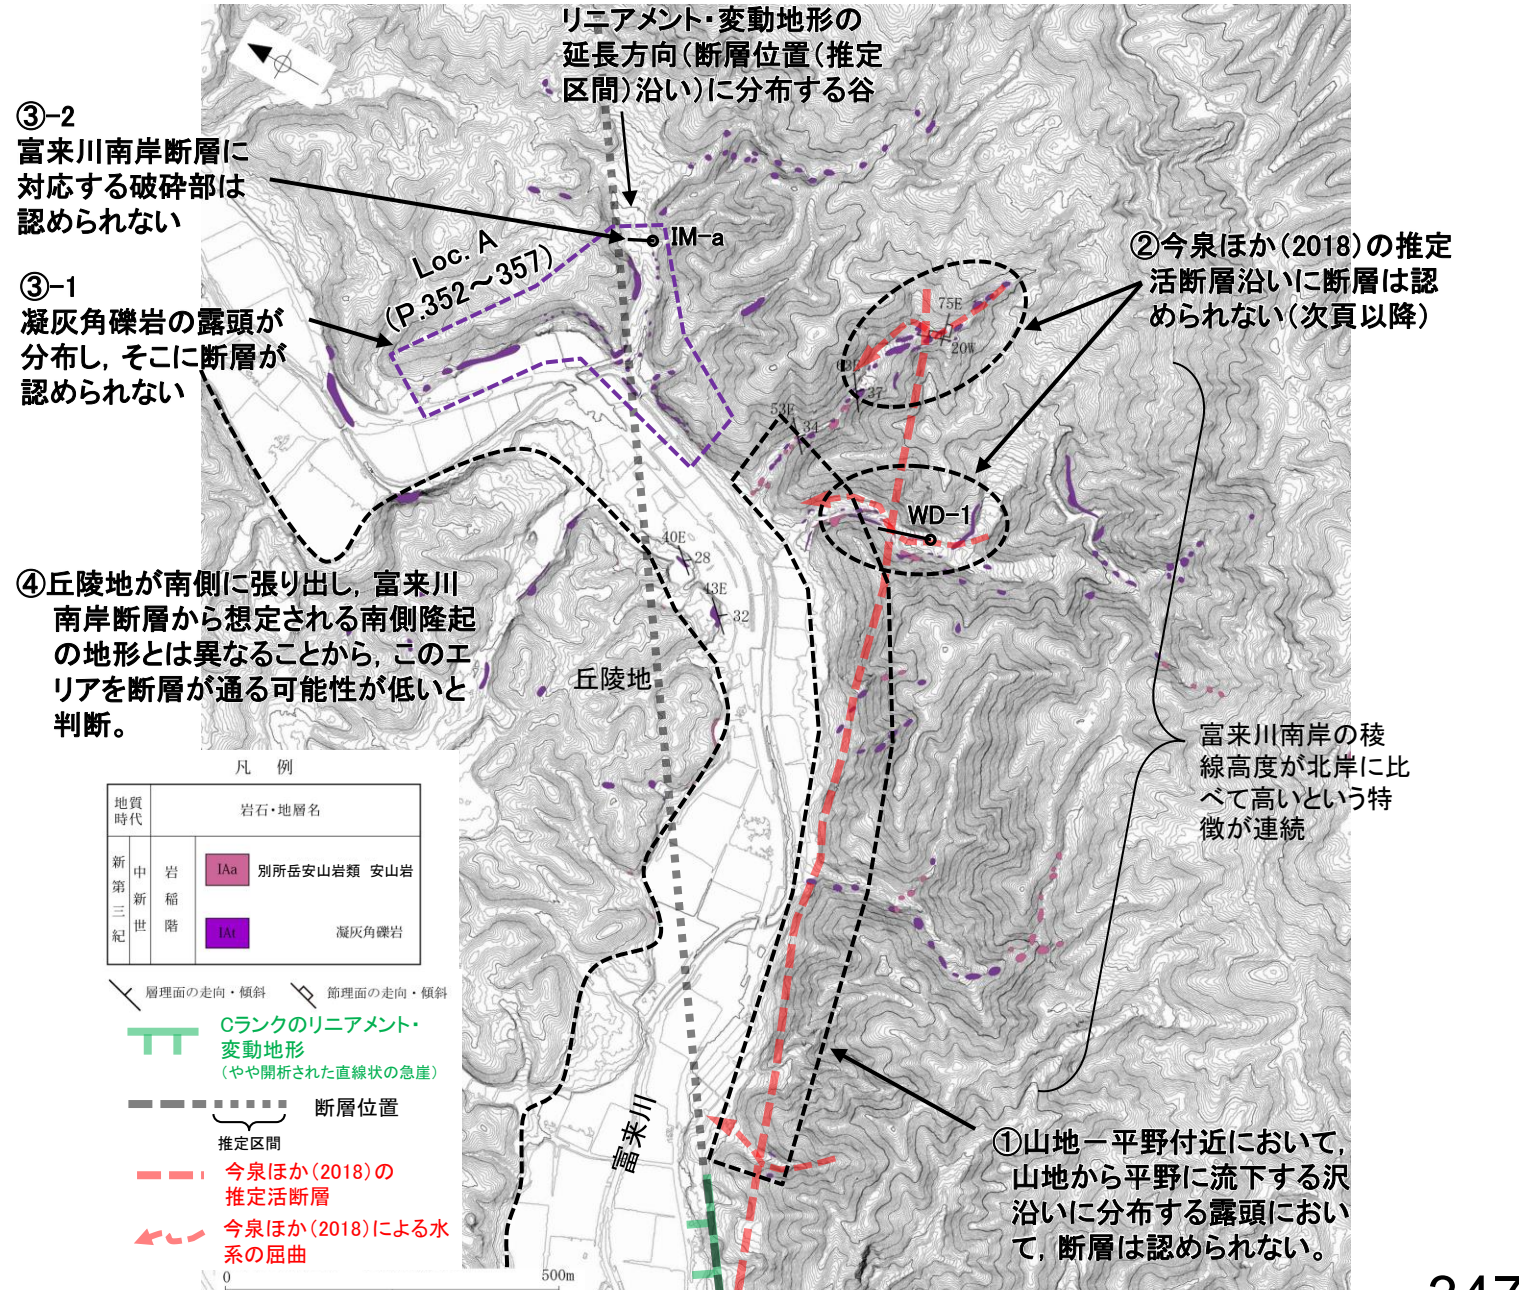 リニアメント・変動地形の
延長方向(断層位置(推定
区間)沿い)に分布する谷
③-2
富来川南岸断層に
対応する破砕部は
認められない
IM-a
Loc. A
(P.352～357)
②今泉ほか(2018)の推定
活断層沿いに断層は認
められない(次頁以降)
③-1
凝灰角礫岩の露頭が
分布し，そこに断層が
認められない
75E
20W
63E
37
53E
34
WD-1
40E
28
43E
32
④丘陵地が南側に張り出し，富来川
南岸断層から想定される南側隆起
の地形とは異なることから，このエ
リアを断層が通る可能性が低いと
判断。
丘陵地
富来川南岸の稜
線高度が北岸に比
べて高いという特
徴が連続
凡 例
地質
時代
岩石・地層名
新第三紀
中新世
岩稲階
IAa
別所岳安山岩類 安山岩
IAt
凝灰角礫岩
層理面の走向・傾斜
節理面の走向・傾斜
Cランクのリニアメント・
変動地形
(やや開析された直線状の急崖)
断層位置
推定区間
今泉ほか(2018)の
推定活断層
今泉ほか(2018)による水
系の屈曲
富来川
①山地－平野付近において，
山地から平野に流下する沢
沿いに分布する露頭におい
て，断層は認められない。
0
500m
347